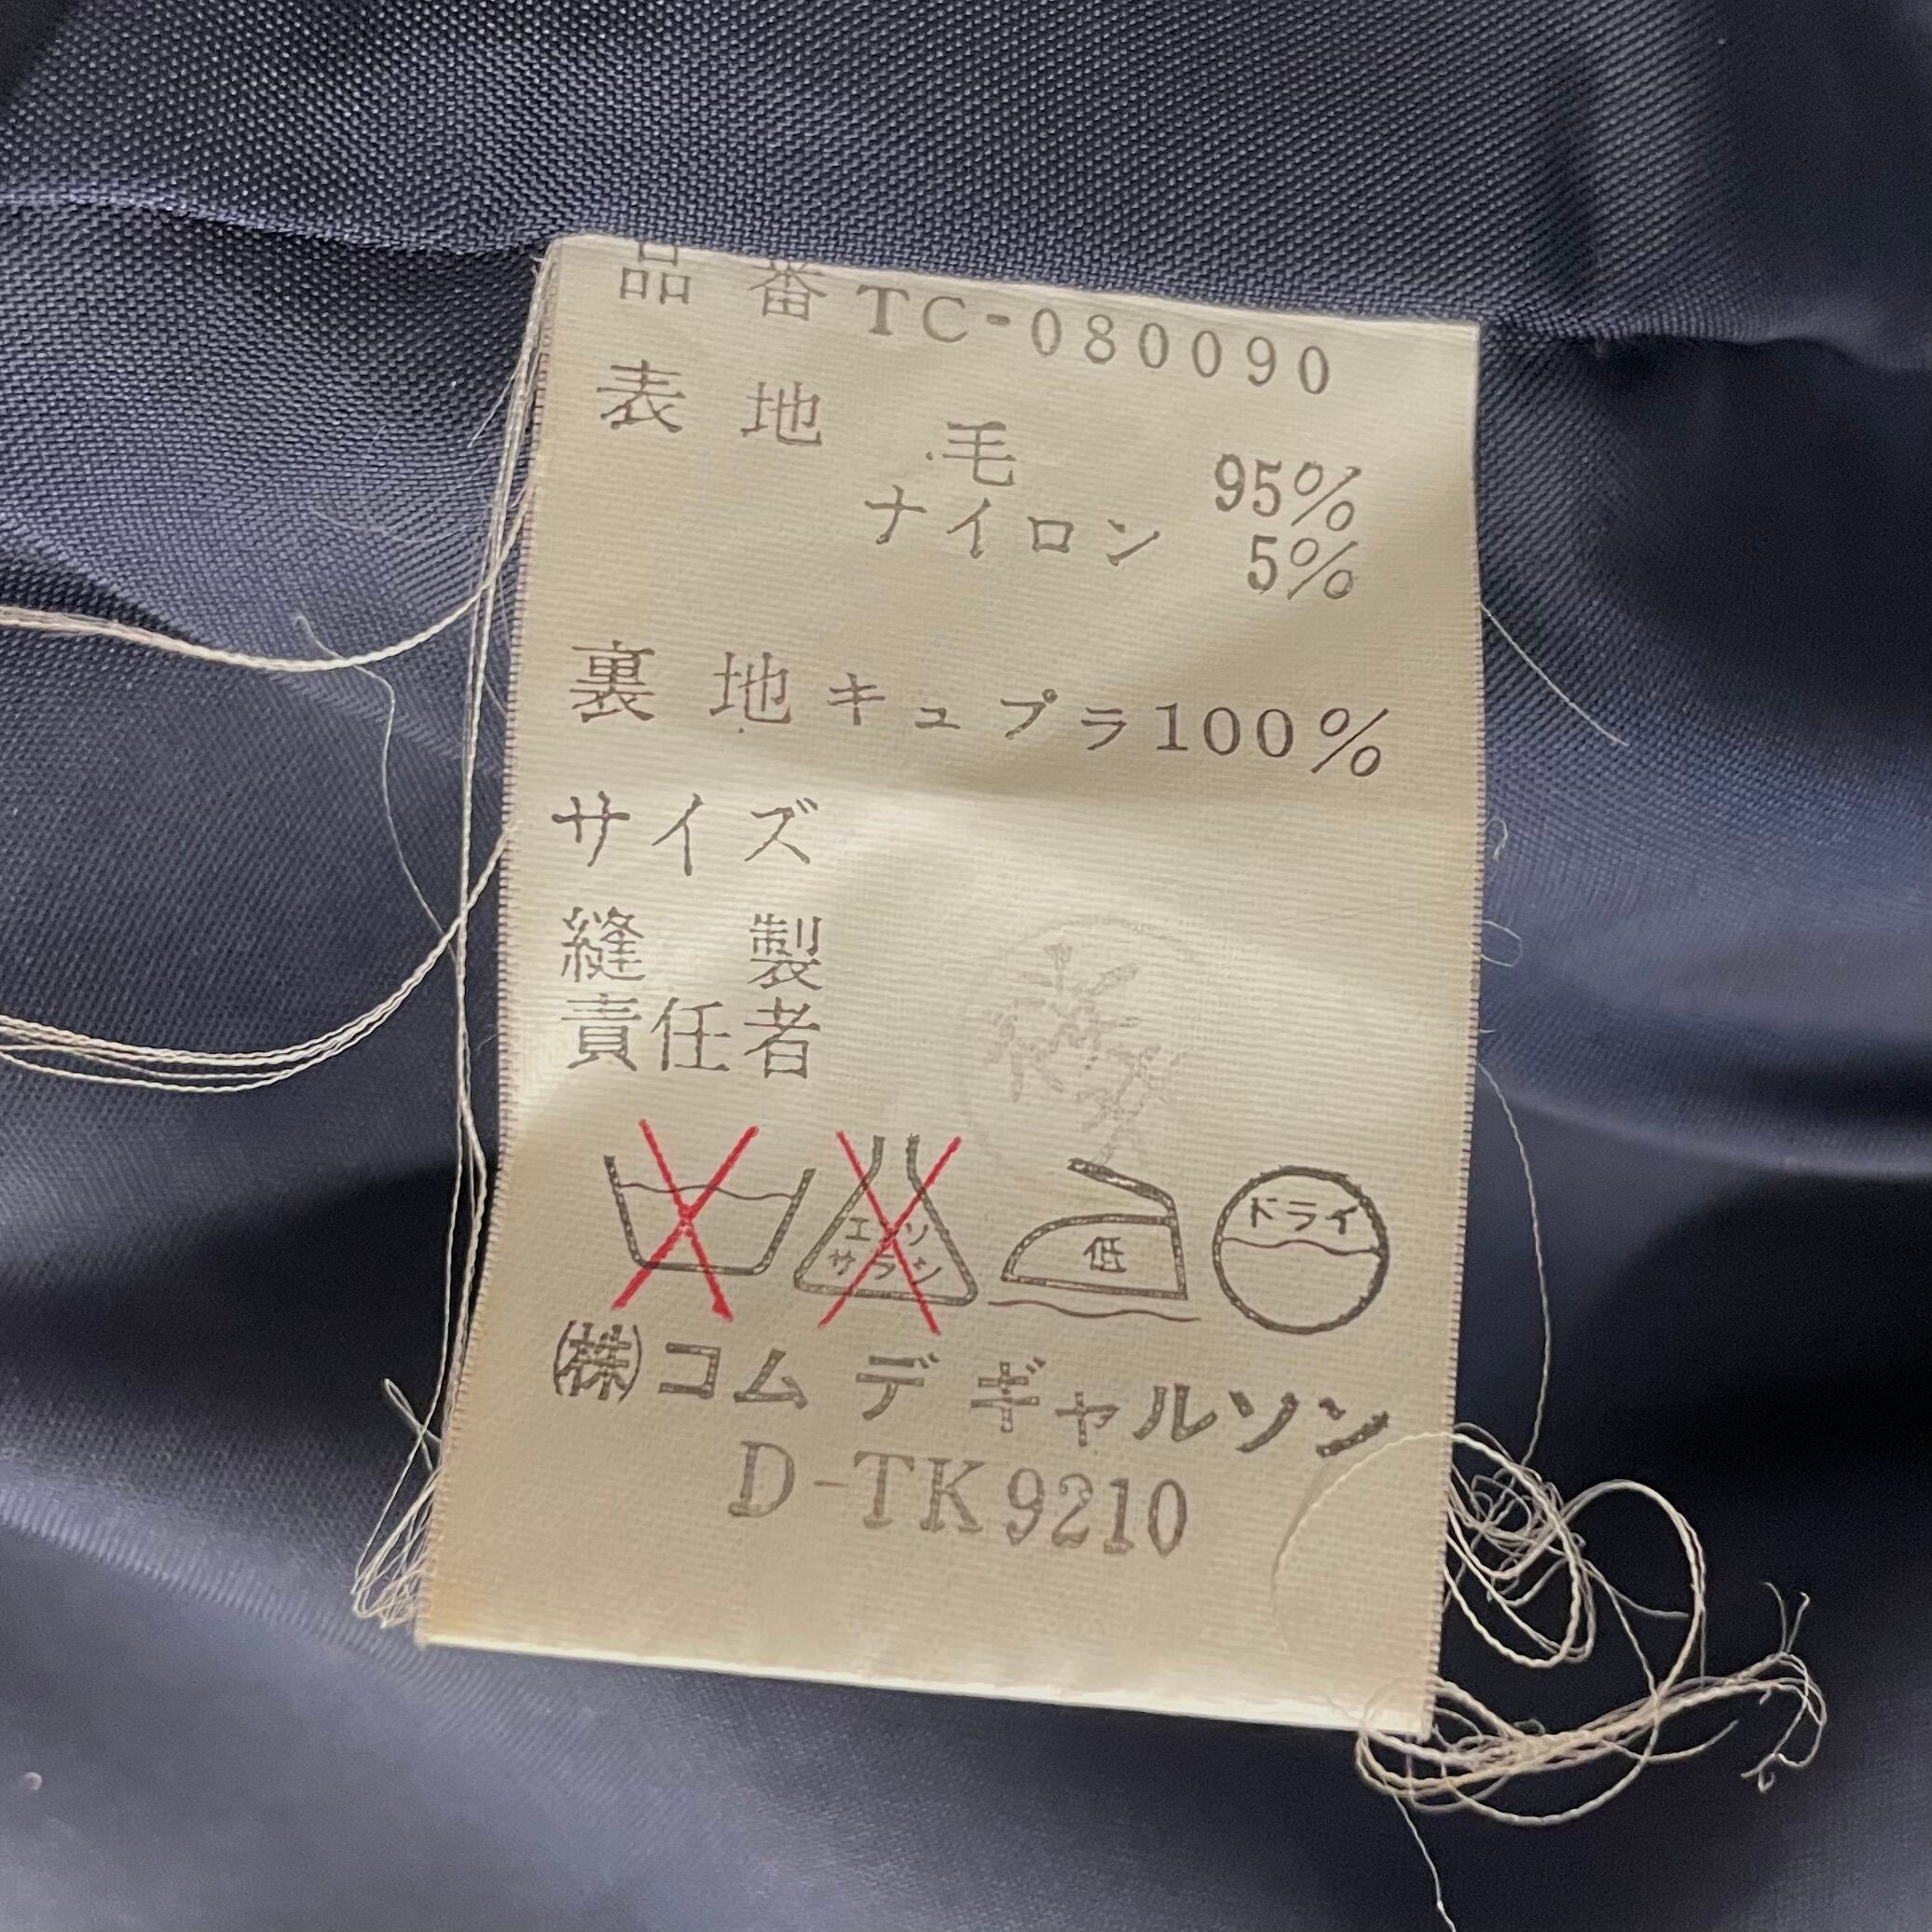 品番 TC-080090
表地 毛 95%
ナイロン 5%
裏地 キュプラ100%
サイズ
縫製
責任者
エンソ
サラシ
低
ドライ
㈱コム デ ギャルソン
D-TK9210